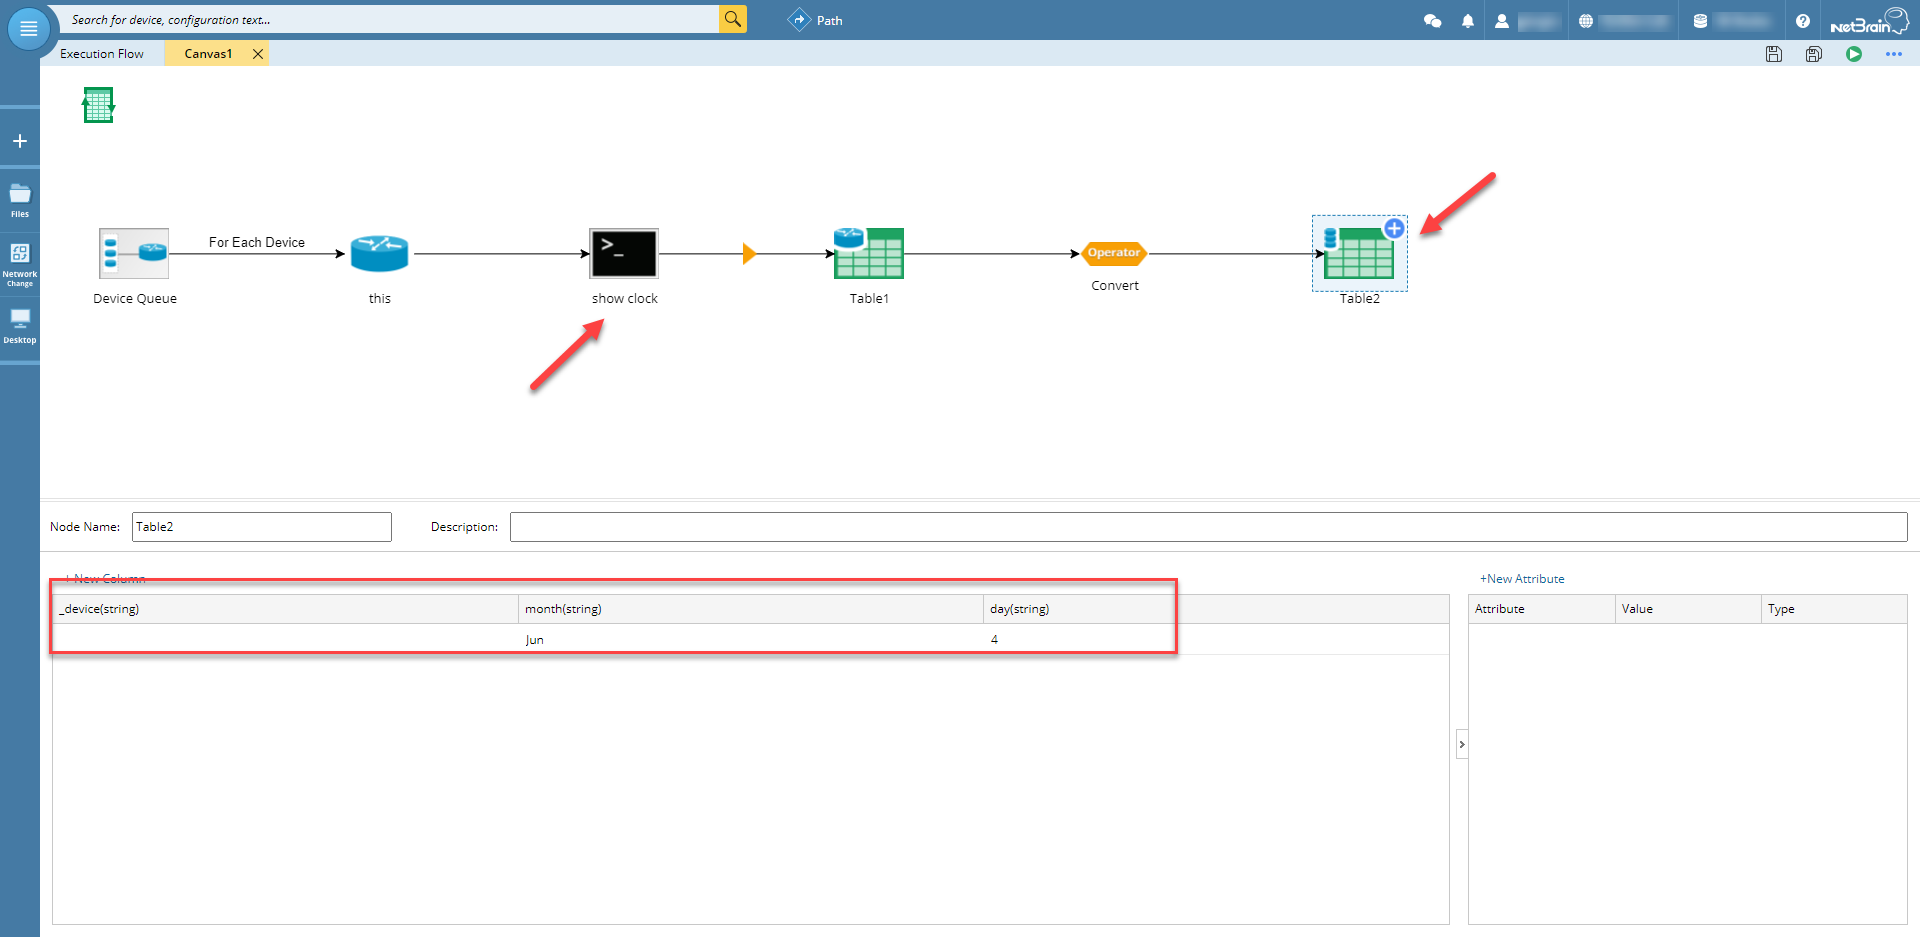 Search for device, configuration text...
Path
NetBrain
Execution Flow
Canvas1
Files
Network
Change
Desktop
For Each Device
>_
Operator
Device Queue
this
show clock
Table1
Convert
Table2
Node Name:
Table2
Description:
+ New Column
+New Attribute
_device(string)
month(string)
day(string)
Attribute
Value
Type
Jun
4